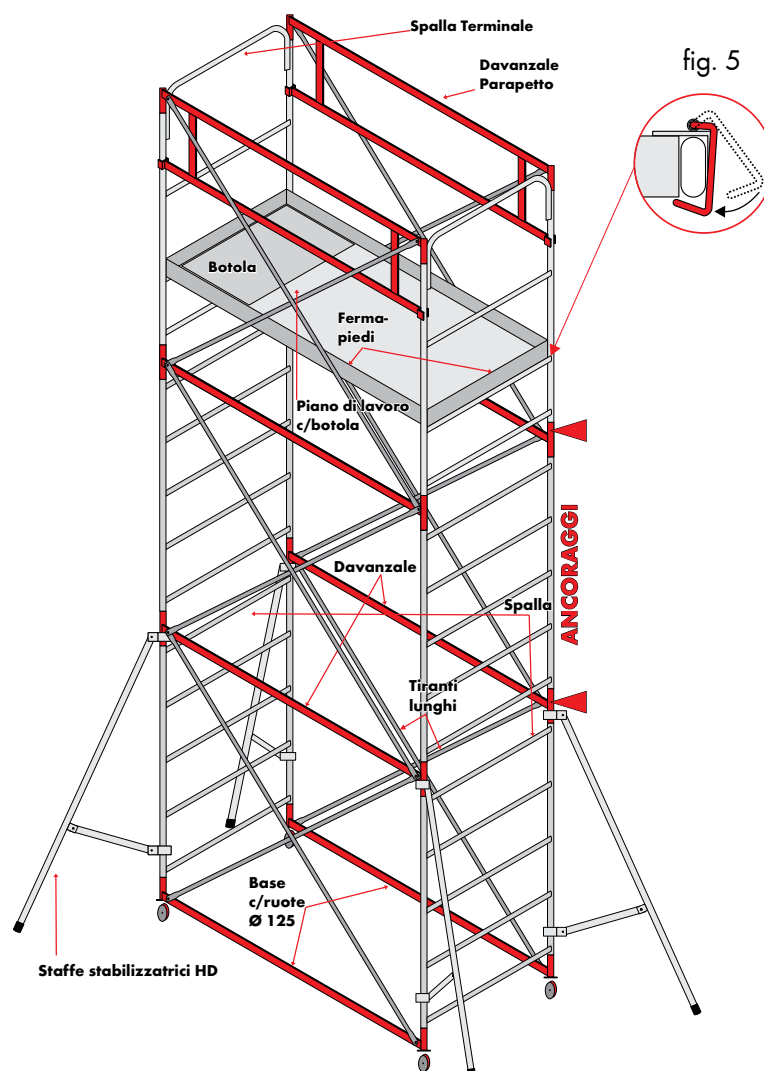 Spalla Terminale
fig. 5
Davanzale
Parapetto
Botola
Ferma-
piedi
Piano di lavoro
c/botola
ANCORAGGI
Davanzale
Spalla
Tiranti
lunghi
Base
c/ruote
Ø 125
Staffe stabilizzatrici HD